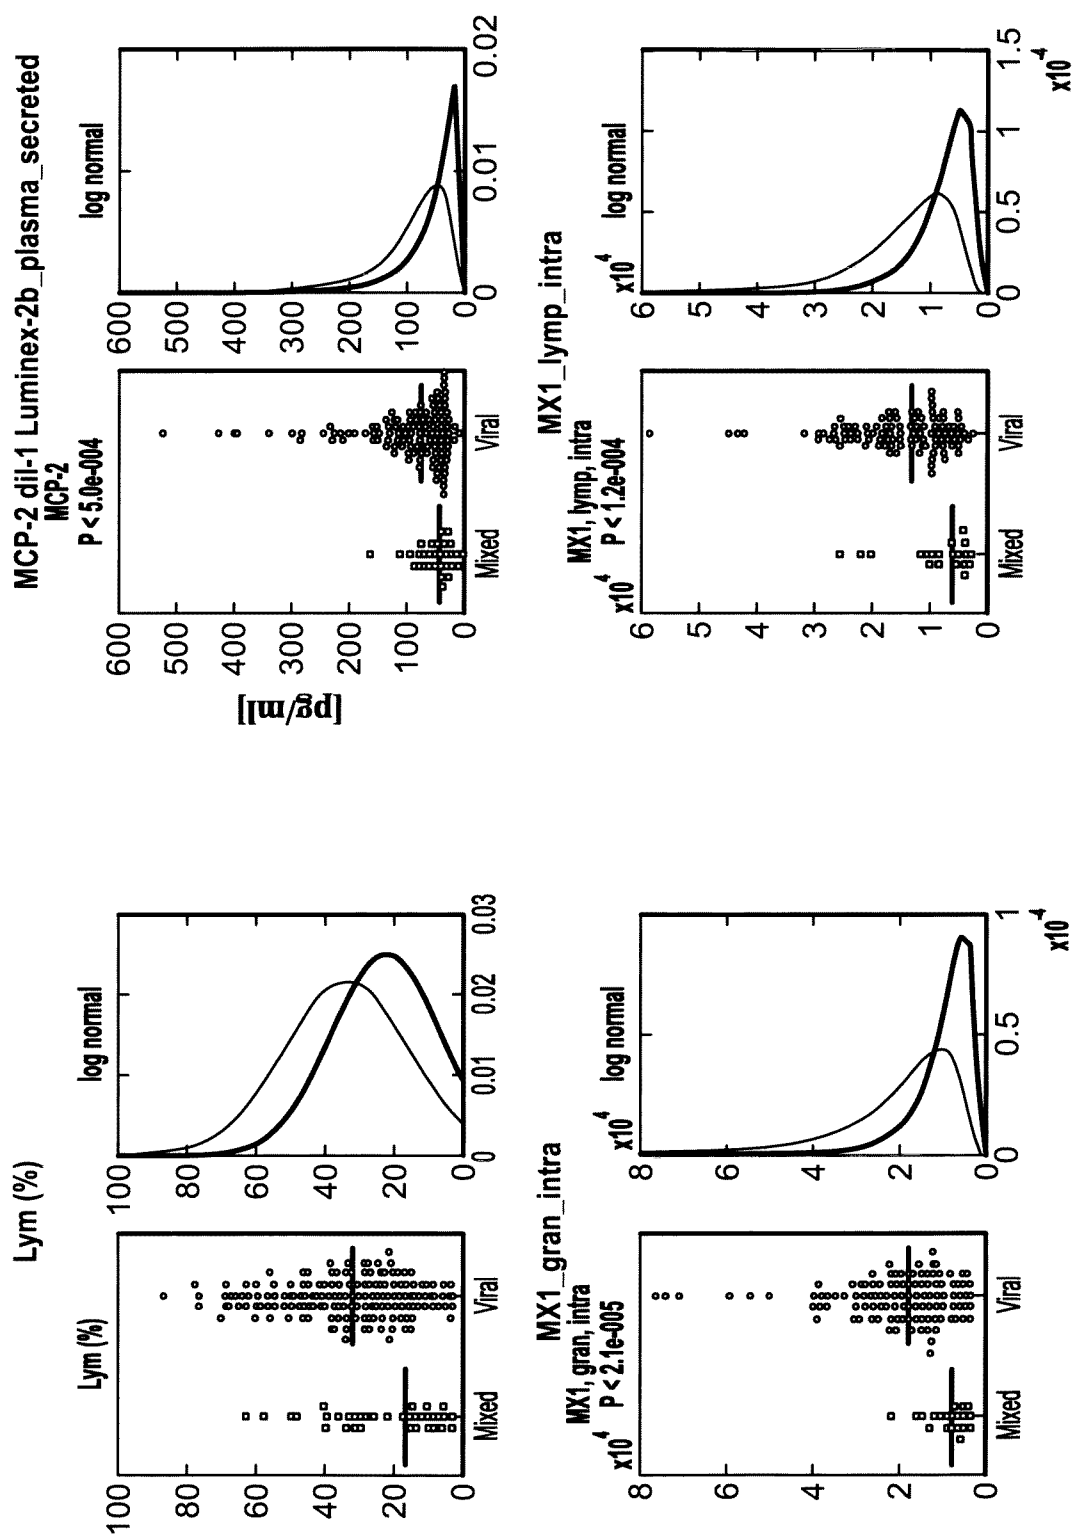 Lym (%)
Lym (%)
log normal
100
80
60
40
20
0
Mixed
Viral
100
80
60
40
20
0
0
0.01
0.02
0.03
MCP-2 dil-1 Luminex-2b_plasma_secreted
MCP-2
P < 5.0e-004
log normal
[pg/ml]
600
500
400
300
200
100
0
Mixed
Viral
600
500
400
300
200
100
0
0
0.01
0.02
MX1_gran_intra
MX1, gran, intra
x10^4 P < 2.1e-005
x10^4 log normal
8
6
4
2
0
Mixed
Viral
8
6
4
2
0
0
0.5
1
x10^-4
MX1_lymp_intra
MX1, lymp, intra
x10^4 P < 1.2e-004
x10^4 log normal
6
5
4
3
2
1
0
Mixed
Viral
6
5
4
3
2
1
0
0
0.5
1
1.5
x10^-4